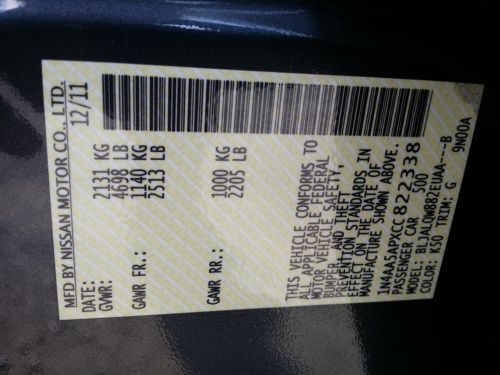 MFD BY NISSAN MOTOR CO., LTD.
DATE: 12/11
GVWR: 2131 KG
4698 LB
GAWR FR.: 1140 KG
2513 LB
GAWR RR.: 1000 KG
2205 LB
THIS VEHICLE CONFORMS TO
ALL APPLICABLE FEDERAL
MOTOR VEHICLE SAFETY,
BUMPER, AND THEFT
PREVENTION STANDARDS IN
EFFECT ON THE DATE OF
MANUFACTURE SHOWN ABOVE.
1N4AA5APXCC822338
PASSENGER CAR 500
MODEL: BLJALQW882EUAA----B
COLOR: K50 TRIM: G 9N00A